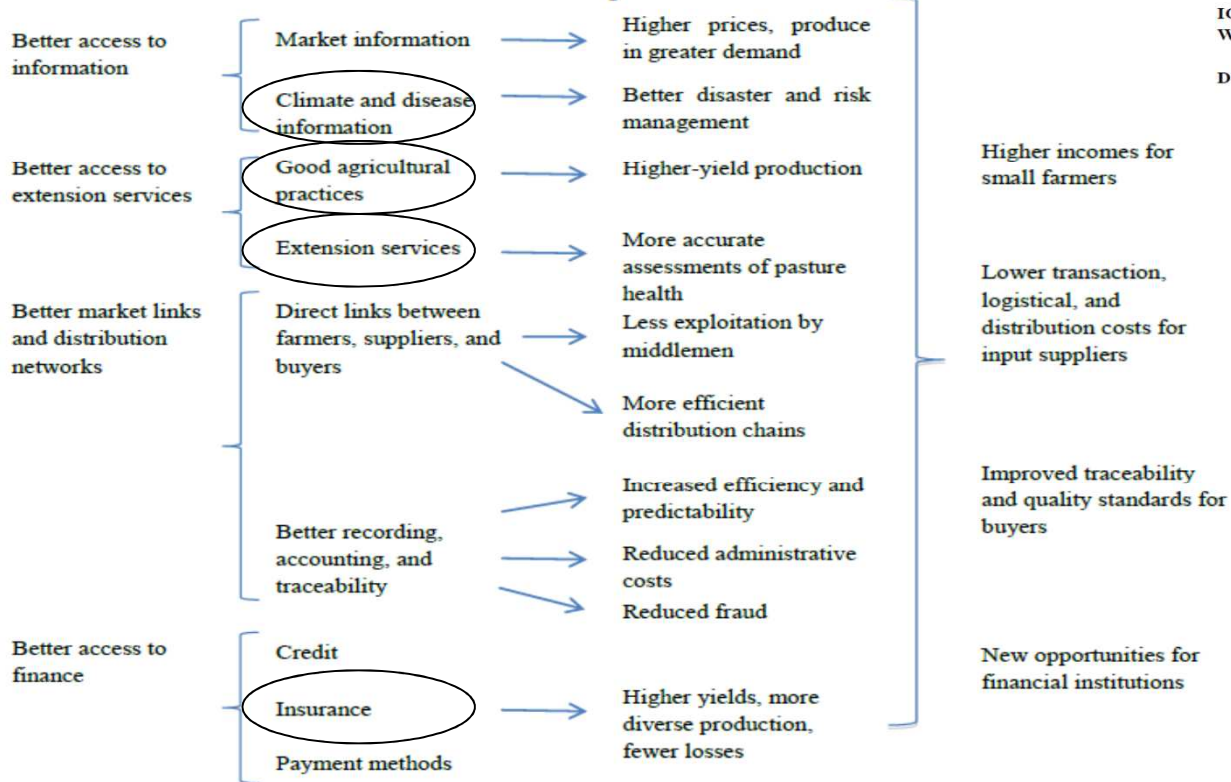 Better access to
information
Market information
Climate and disease
information
Higher prices, produce
in greater demand
Better disaster and risk
management
Better access to
extension services
Good agricultural
practices
Extension services
Higher-yield production
More accurate
assessments of pasture
health
Better market links
and distribution
networks
Direct links between
farmers, suppliers, and
buyers
Less exploitation by
middlemen
More efficient
distribution chains
Better recording,
accounting, and
traceability
Increased efficiency and
predictability
Reduced administrative
costs
Reduced fraud
Better access to
finance
Credit
Insurance
Payment methods
Higher yields, more
diverse production,
fewer losses
Higher incomes for
small farmers
Lower transaction,
logistical, and
distribution costs for
input suppliers
Improved traceability
and quality standards for
buyers
New opportunities for
financial institutions